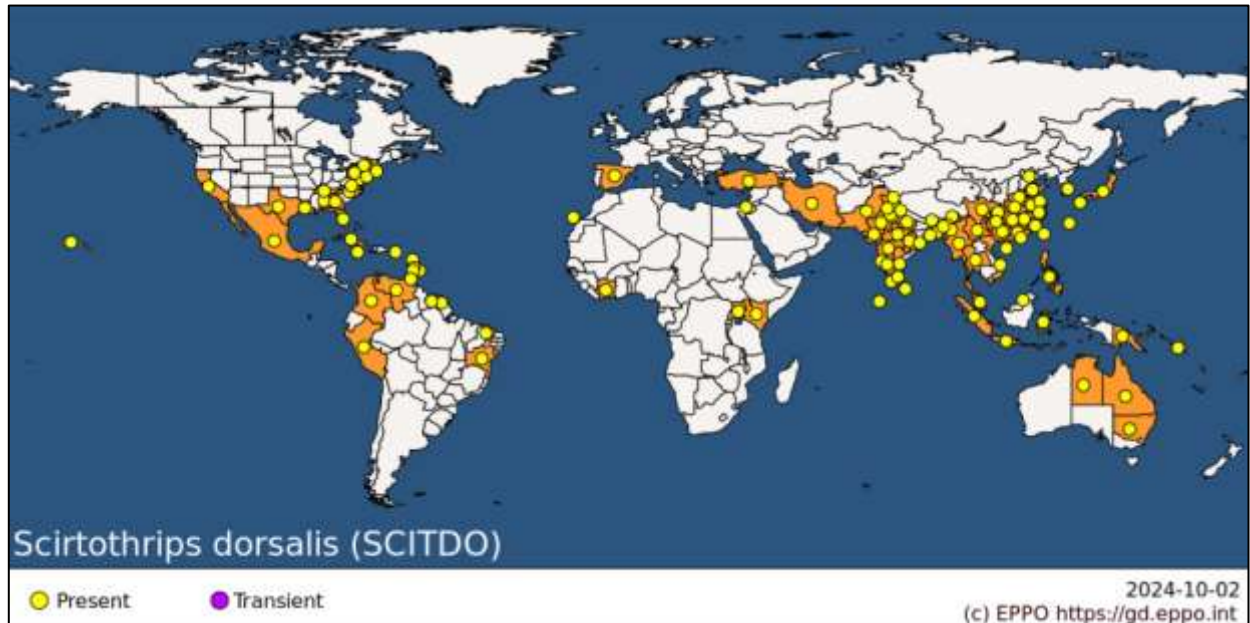 Scirtothrips dorsalis (SCITDO)
Present
Transient
2024-10-02
(c) EPPO https://gd.eppo.int